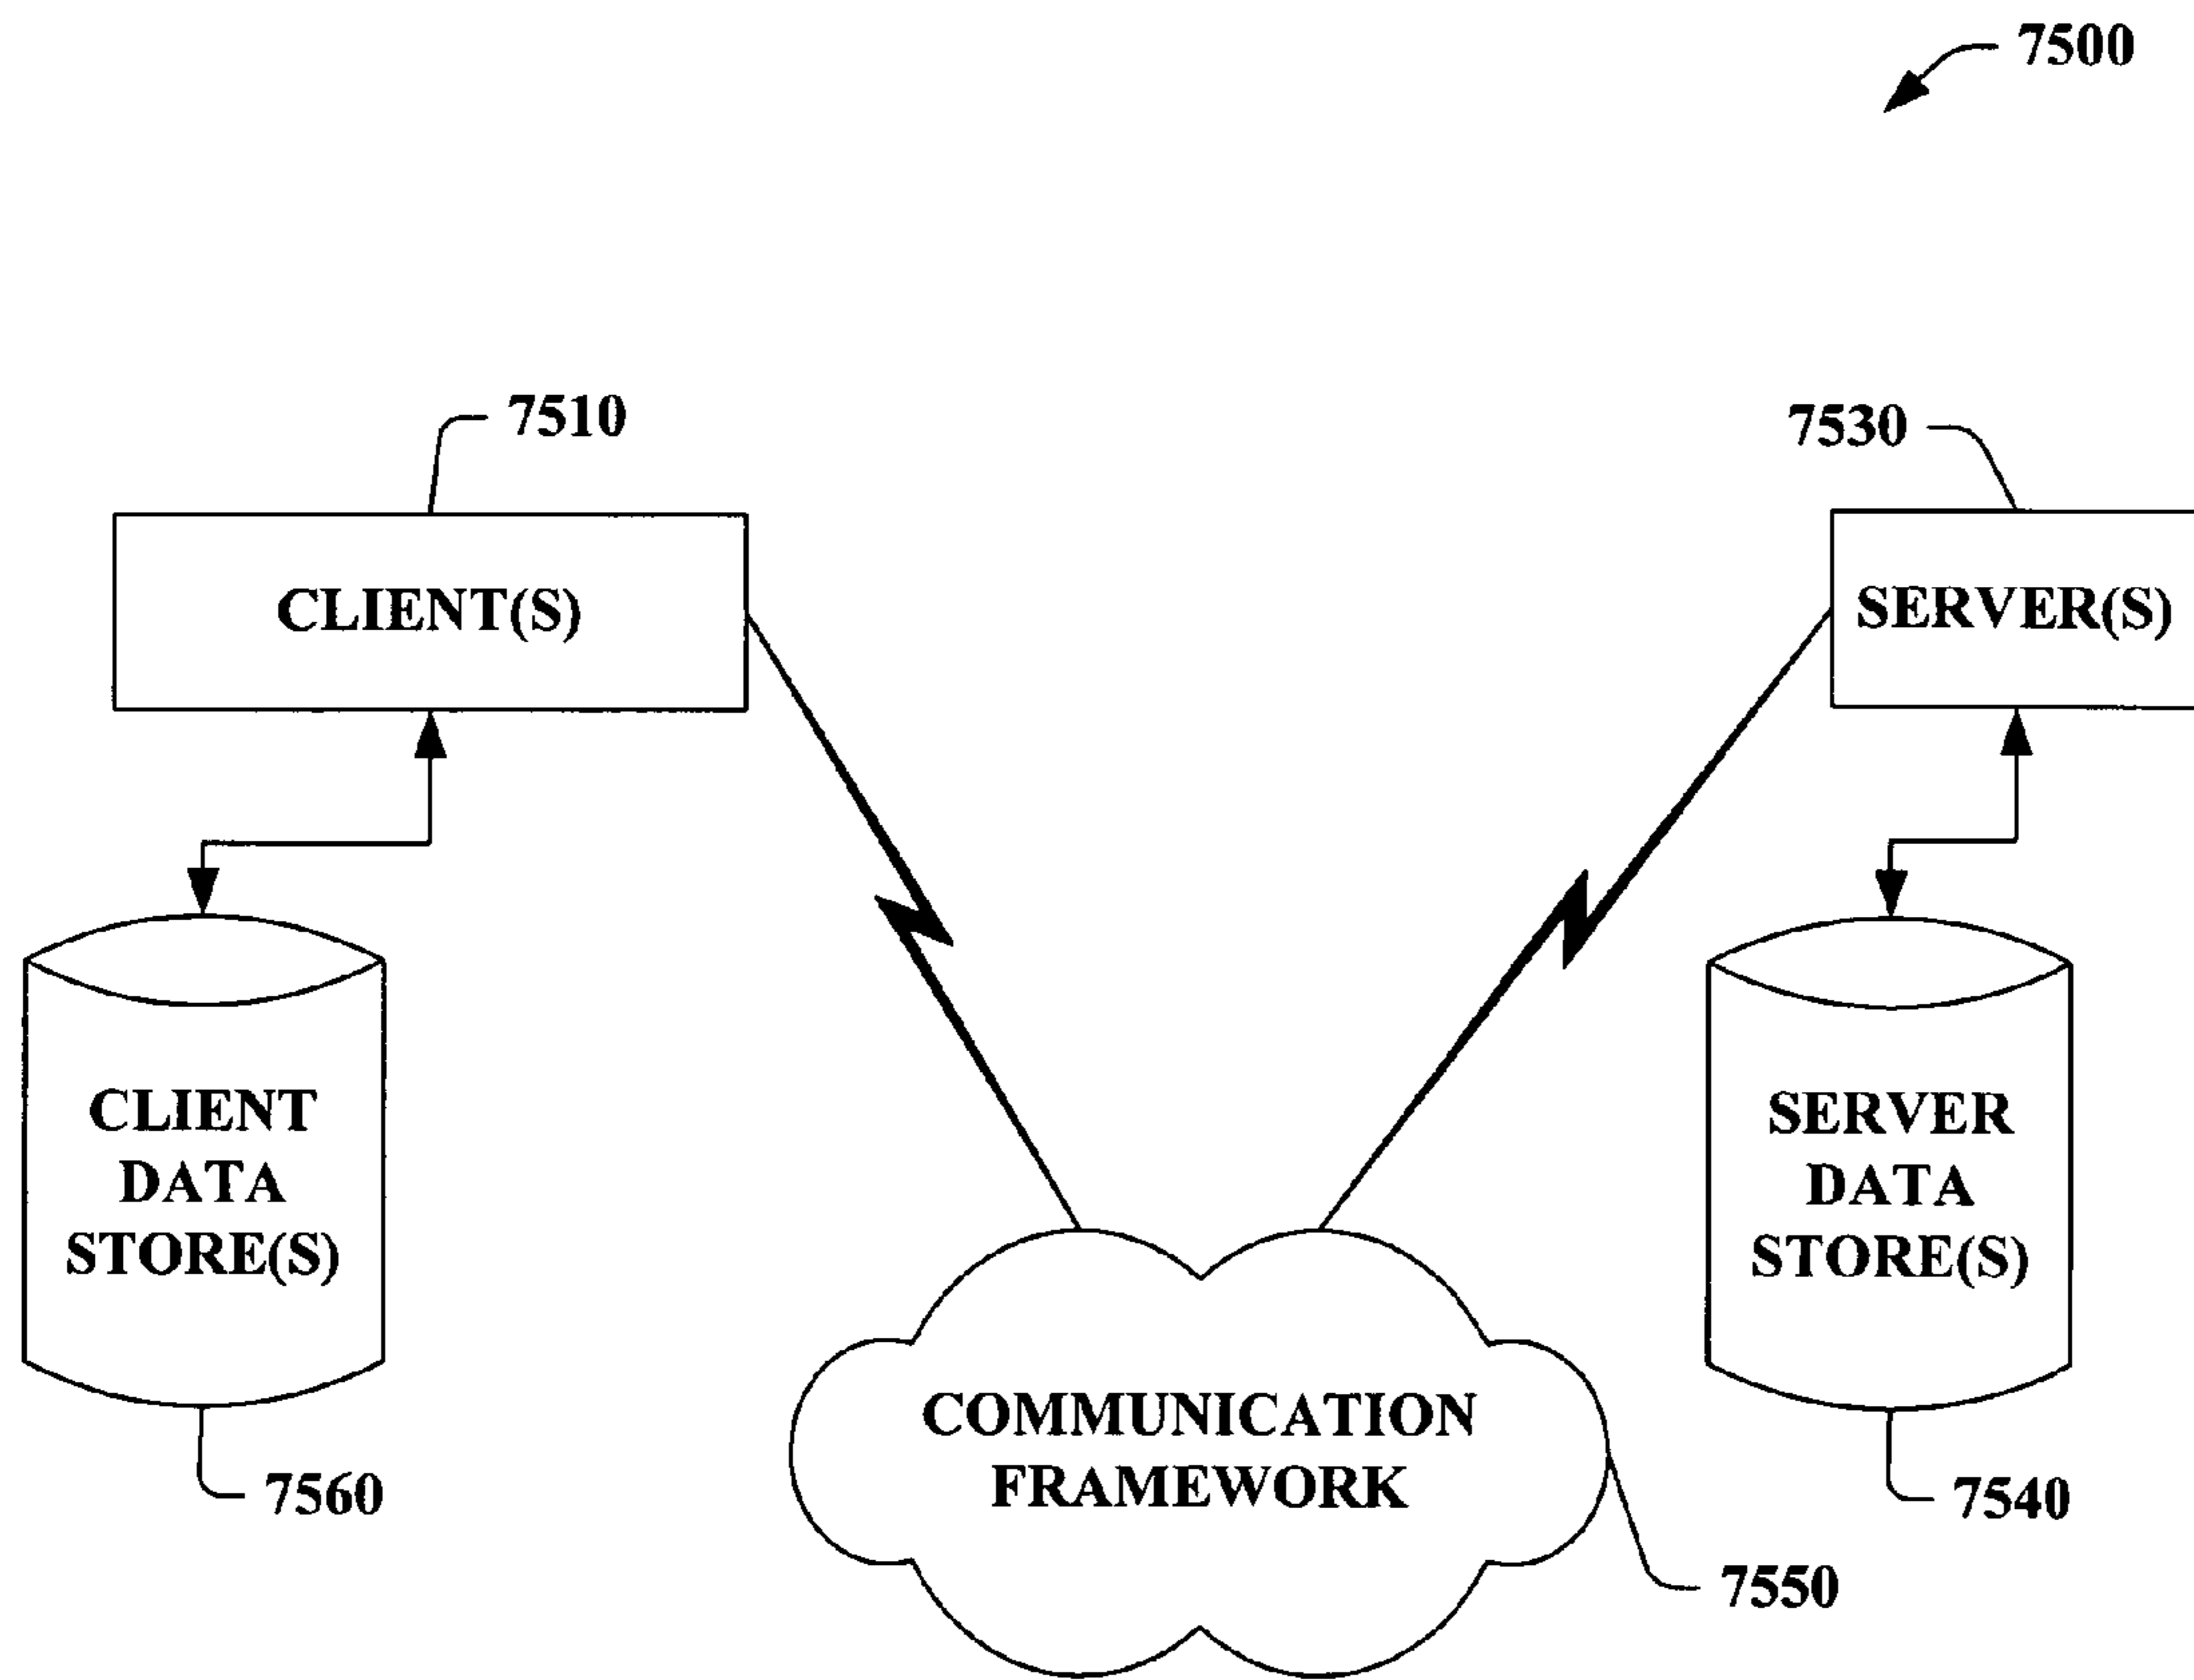 7500
7510
7530
CLIENT(S)
SERVER(S)
CLIENT
DATA
STORE(S)
SERVER
DATA
STORE(S)
COMMUNICATION
FRAMEWORK
7560
7540
7550